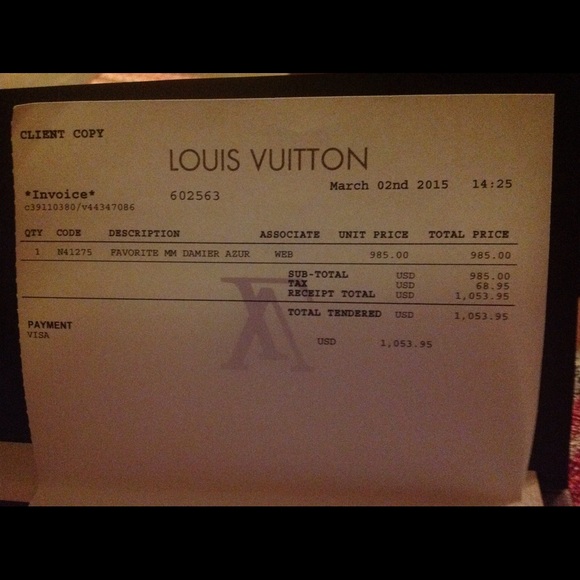 CLIENT COPY
LOUIS VUITTON
March 02nd 2015 14:25
*Invoice* 602563
c39110380/v44347086
QTY CODE DESCRIPTION ASSOCIATE UNIT PRICE TOTAL PRICE
1 N41275 FAVORITE MM DAMIER AZUR WEB 985.00 985.00
SUB-TOTAL USD 985.00
TAX USD 68.95
RECEIPT TOTAL USD 1,053.95
TOTAL TENDERED USD 1,053.95
PAYMENT
VISA USD 1,053.95